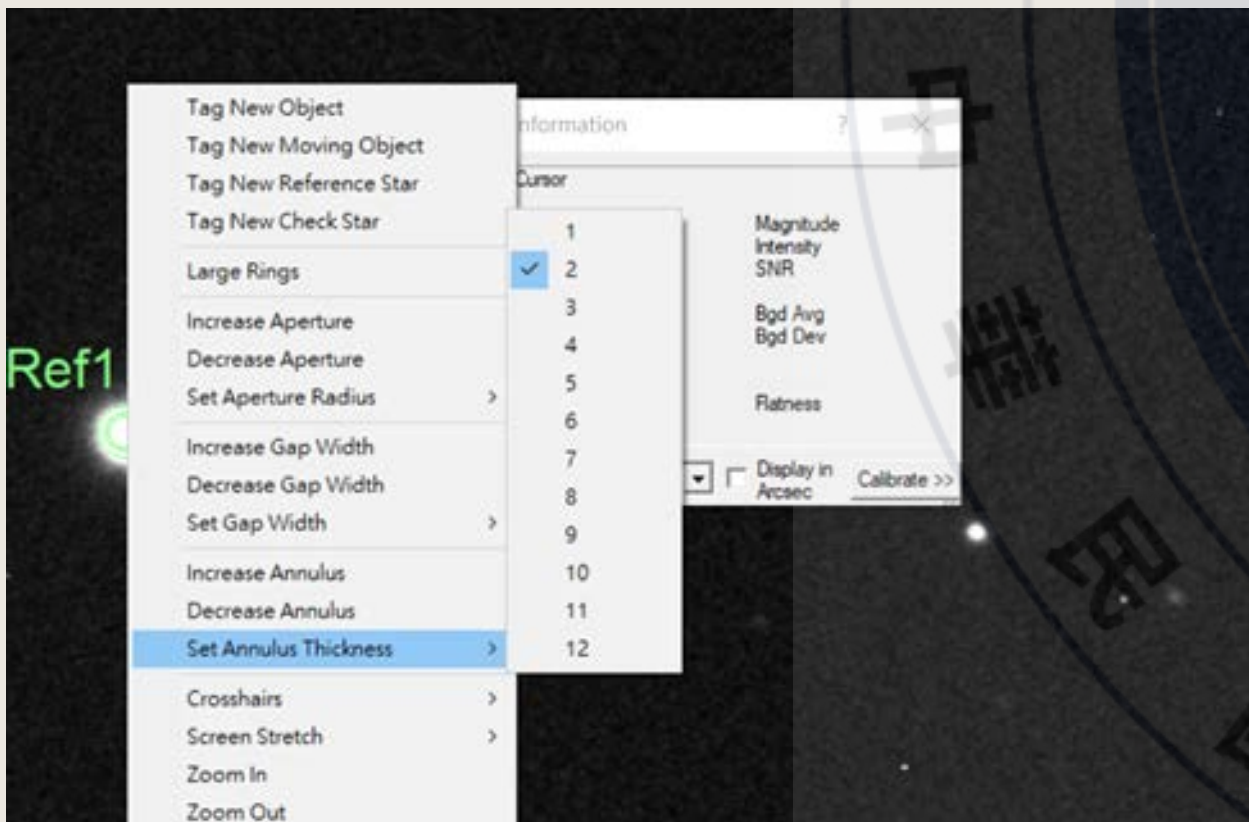 Ref1
Tag New Object
Tag New Moving Object
Tag New Reference Star
Tag New Check Star
Large Rings
Increase Aperture
Decrease Aperture
Set Aperture Radius
Increase Gap Width
Decrease Gap Width
Set Gap Width
Increase Annulus
Decrease Annulus
Set Annulus Thickness
Crosshairs
Screen Stretch
Zoom In
Zoom Out
1
2
3
4
5
6
7
8
9
10
11
12
nformation
Cursor
Magnitude
Intensity
SNR
Bgd Avg
Bgd Dev
Flatness
Display in
Arcsec
Calibrate >>
民